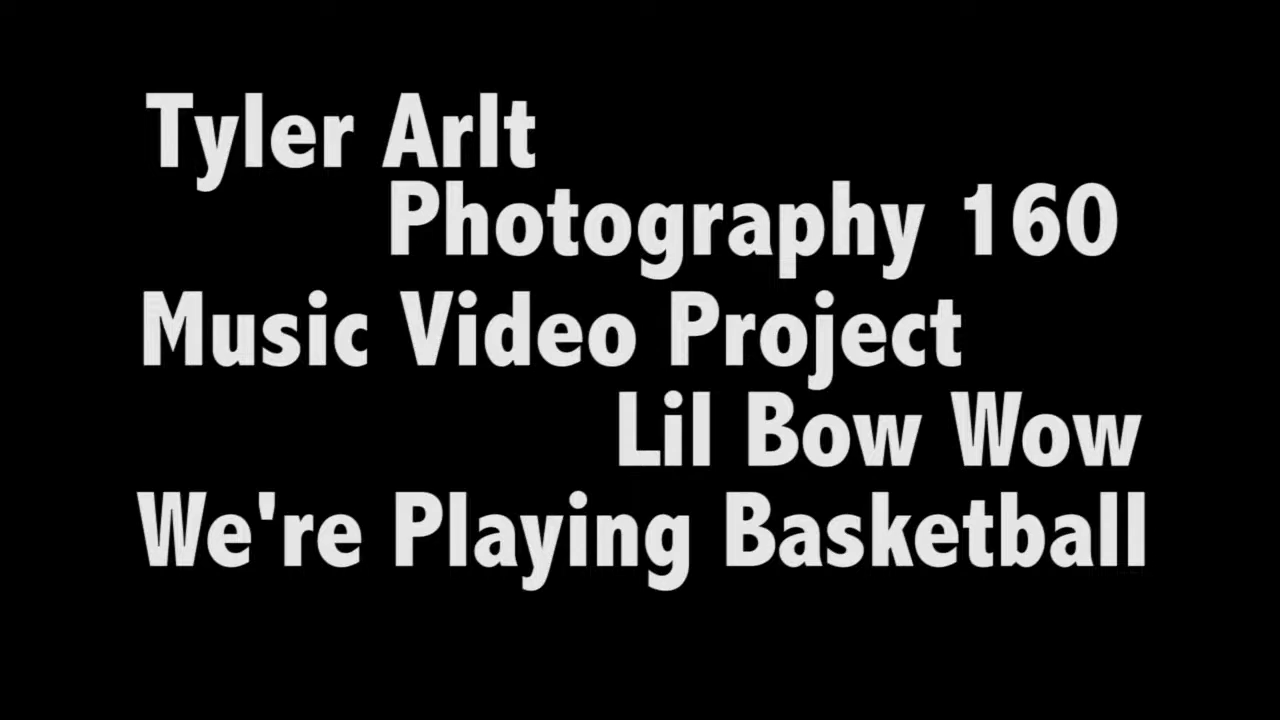 Tyler Arlt
Photography 160
Music Video Project
Lil Bow Wow
We're Playing Basketball